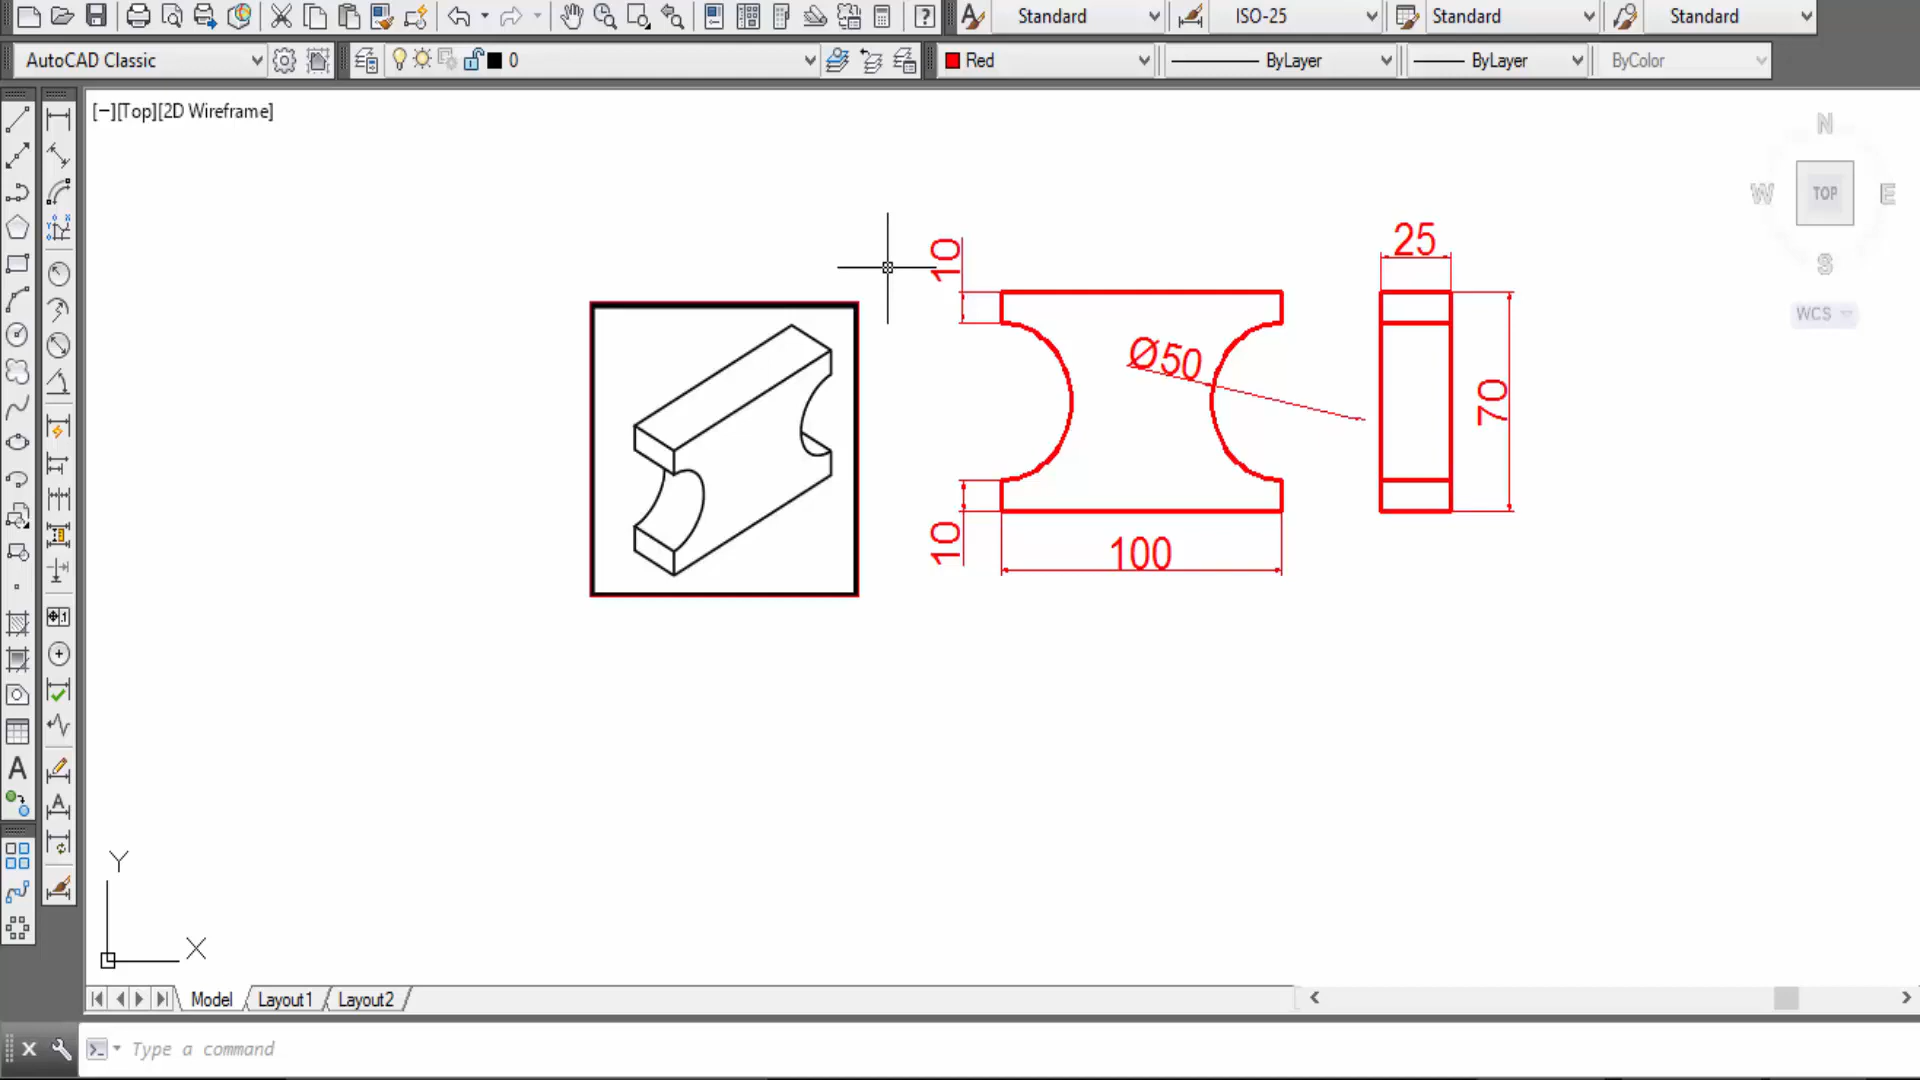 Standard ISO-25 Standard Standard
AutoCAD Classic 0 Red ByLayer ByLayer ByColor
[−][Top][2D Wireframe]
N
W TOP E
S
WCS
10
25
Ø50
70
10
100
Y
X
Model Layout1 Layout2
Type a command